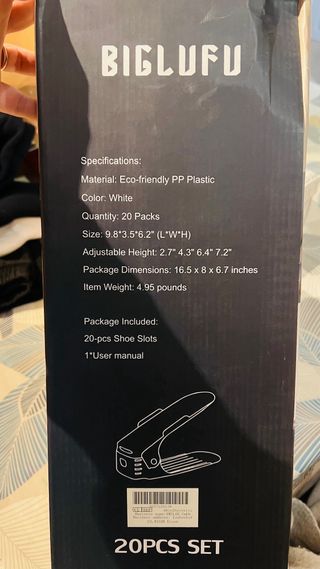 BIGLUFU
Specifications:
Material: Eco-friendly PP Plastic
Color: White
Quantity: 20 Packs
Size: 9.8"*3.5*6.2" (L*W*H)
Adjustable Height: 2.7" 4.3" 6.4" 7.2"
Package Dimensions: 16.5 x 8 x 6.7 inches
Item Weight: 4.95 pounds
Package Included:
20-pcs Shoe Slots
1*User manual
20PCS SET